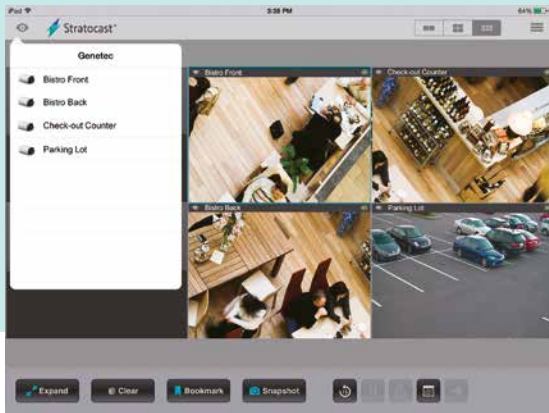 iPad
3:38 PM
64%
Stratocast
Genetec
Bistro Front
Bistro Back
Check-out Counter
Parking Lot
Bistro Front
Check-out Counter
Bistro Back
Parking Lot
Expand
Clear
Bookmark
Snapshot